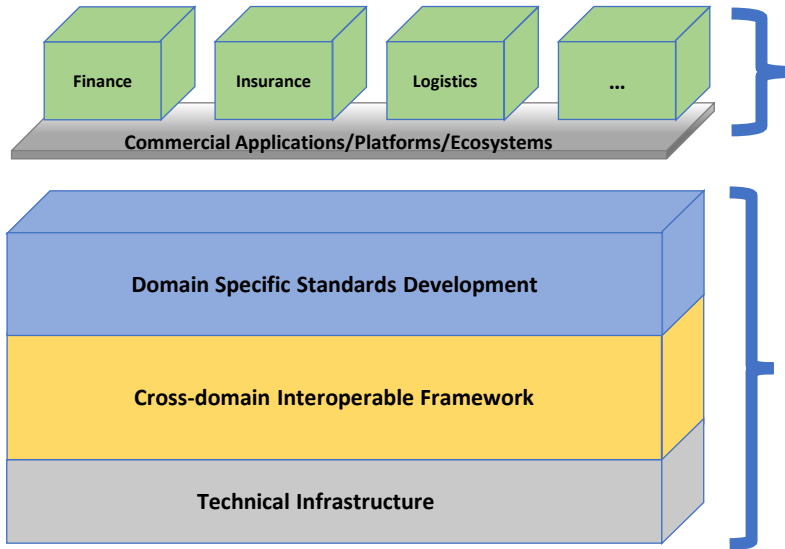 Finance
Insurance
Logistics
...
Commercial Applications/Platforms/Ecosystems
Domain Specific Standards Development
Cross-domain Interoperable Framework
Technical Infrastructure